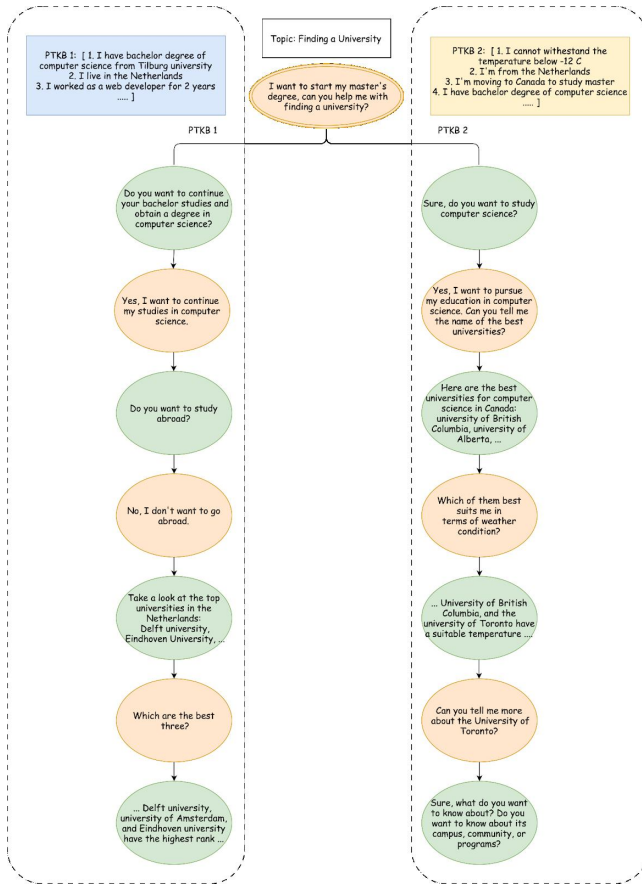 Topic: Finding a University
PTKB 1: [ 1. I have bachelor degree of
computer science from Tilburg university
2. I live in the Netherlands
3. I worked as a web developer for 2 years
..... ]
I want to start my master's
degree, can you help me with
finding a university?
PTKB 2: [ 1. I cannot withestand the
temperature below -12 C
2. I'm from the Netherlands
3. I'm moving to Canada to study master
4. I have bachelor degree of computer science
..... ]
PTKB 1
PTKB 2
Do you want to continue
your bachelor studies and
obtain a degree in
computer science?
Yes, I want to continue
my studies in computer
science.
Do you want to study
abroad?
No, I don't want to go
abroad.
Take a look at the top
universities in the
Netherlands:
Delft university,
Eindhoven University, ...
Which are the best
three?
... Delft university,
university of Amsterdam,
and Eindhoven university
have the highest rank ...
Sure, do you want to study
computer science?
Yes, I want to pursue
my education in computer
science. Can you tell me
the name of the best
universities?
Here are the best
universities for computer
science in Canada:
university of British
Columbia, university of
Alberta, ...
Which of them best
suits me in
terms of weather
condition?
... University of British
Columbia, and the
university of Toronto have
a suitable temperature ....
Can you tell me more
about the University of
Toronto?
Sure, what do you want
to know about? Do you
want to know about its
campus, community, or
programs?